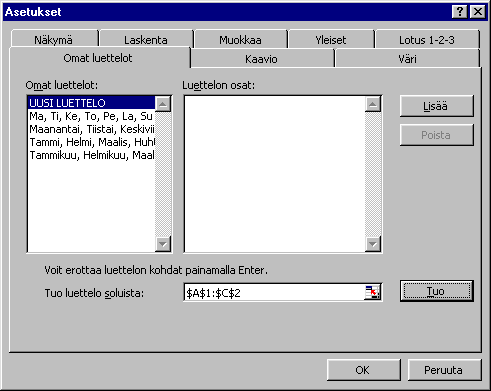 Asetukset
Näkymä Laskenta Muokkaa Yleiset Lotus 1-2-3
Omat luettelot Kaavio Väri
Omat luettelot: Luettelon osat:
UUSI LUETTELO
Ma, Ti, Ke, To, Pe, La, Su
Maanantai, Tiistai, Keskivii
Tammi, Helmi, Maalis, Huht
Tammikuu, Helmikuu, Maal
Lisää
Poista
Voit erottaa luettelon kohdat painamalla Enter.
Tuo luettelo soluista: $A$1:$C$2 Tuo
OK Peruuta